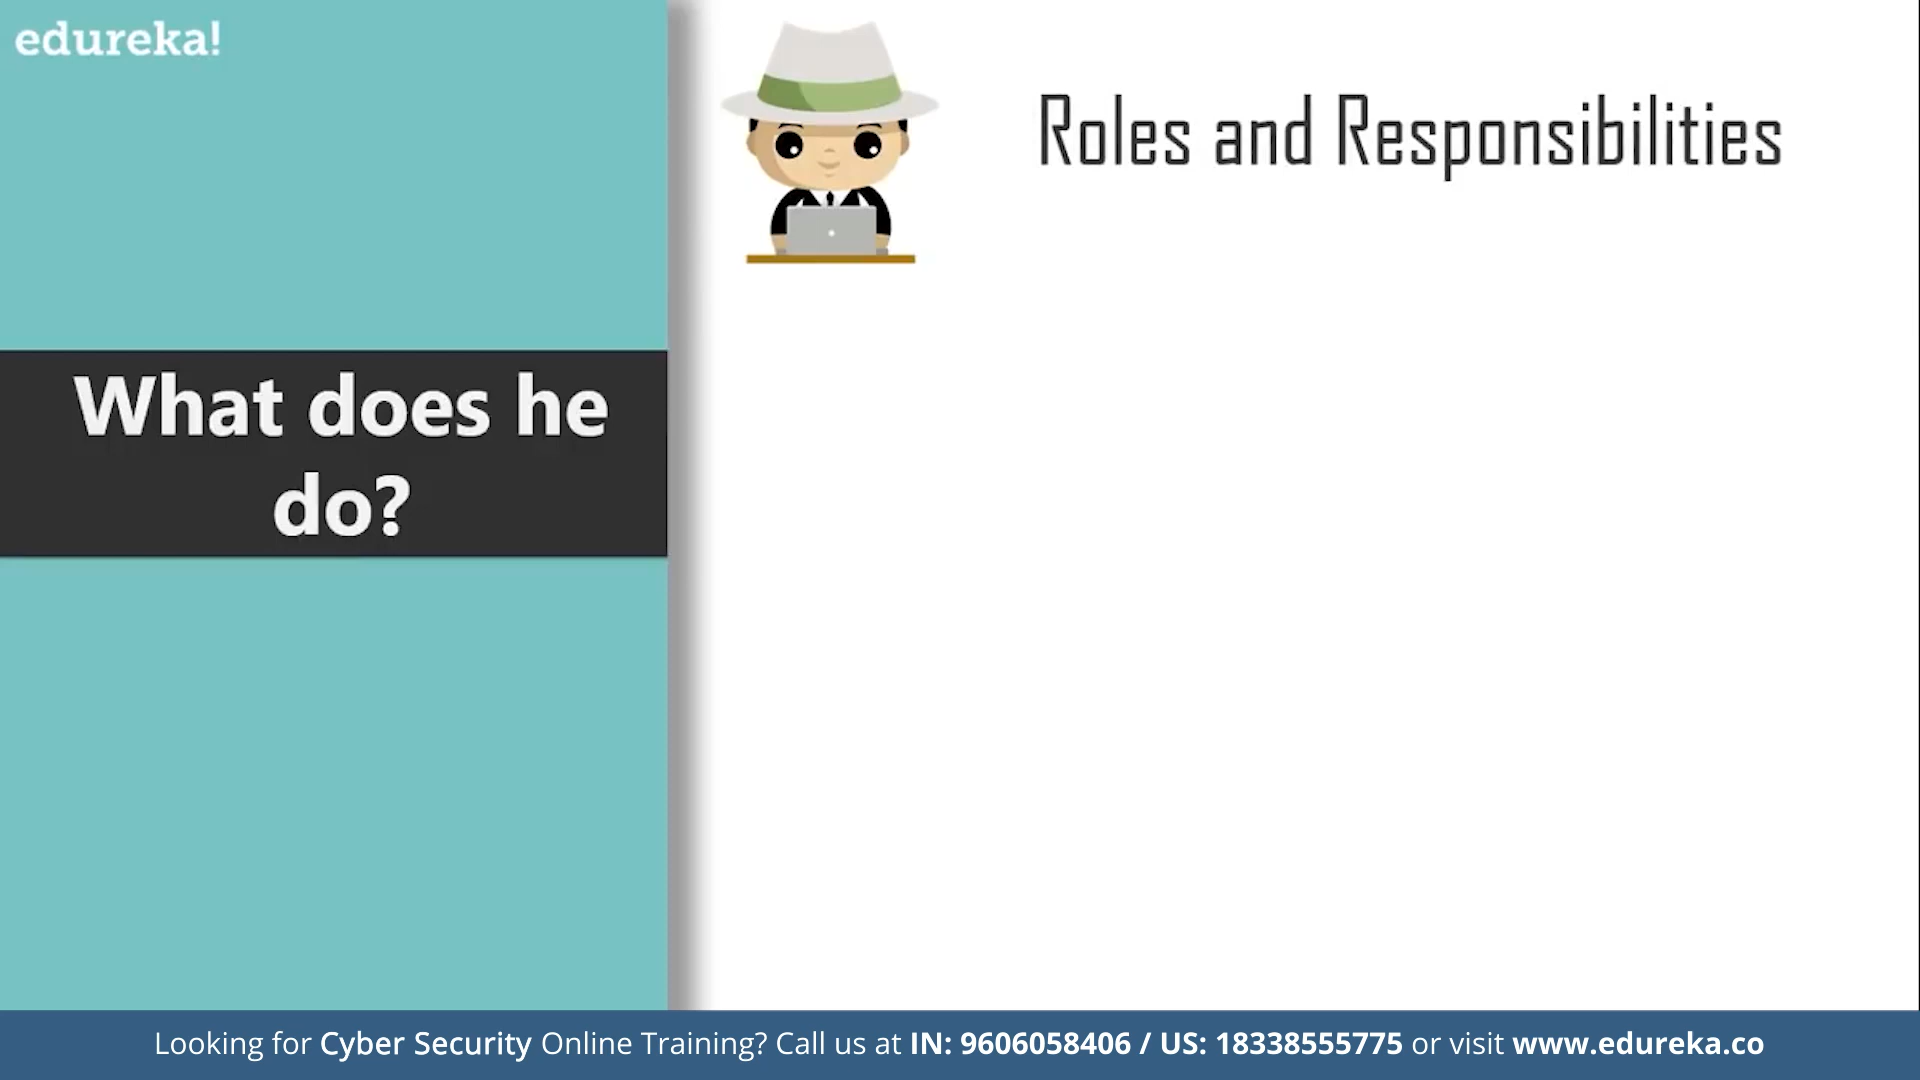 edureka!
Roles and Responsibilities
What does he
do?
Looking for Cyber Security Online Training? Call us at IN: 9606058406 / US: 18338555775 or visit www.edureka.co